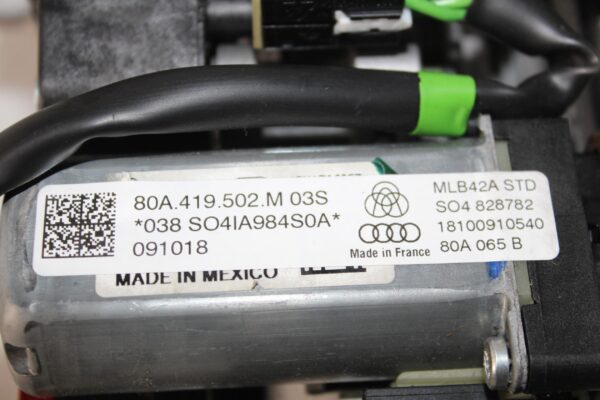 80A.419.502.M 03S
*038 SO4IA984S0A*
091018
Made in France
MLB42A STD
SO4 828782
18100910540
80A 065 B
MADE IN MEXICO